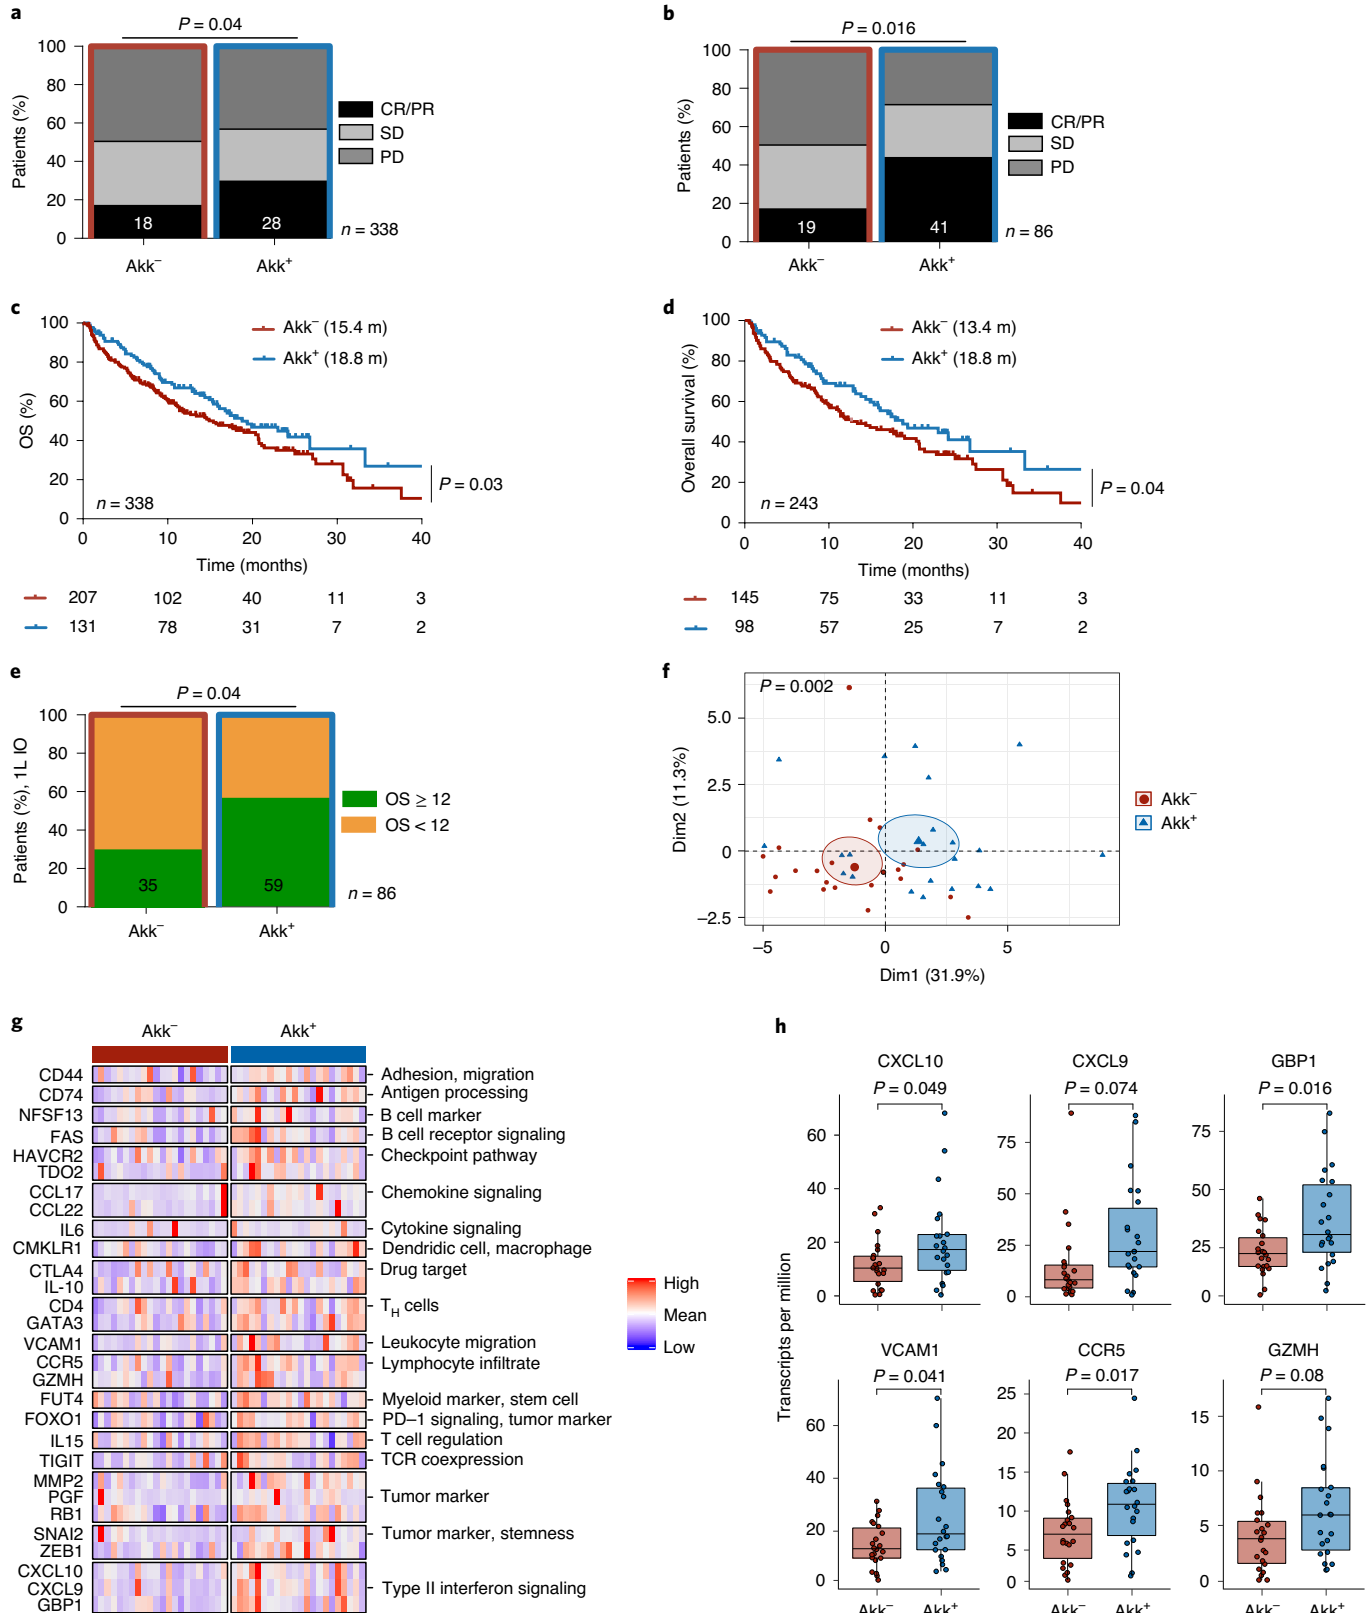 a
P = 0.04
100
80
60
40
20
0
Patients (%)
18
28
Akk⁻
Akk⁺
CR/PR
SD
PD
n = 338
b
P = 0.016
100
80
60
40
20
0
Patients (%)
19
41
Akk⁻
Akk⁺
CR/PR
SD
PD
n = 86
c
100
80
60
40
20
0
OS (%)
Akk⁻ (15.4 m)
Akk⁺ (18.8 m)
P = 0.03
n = 338
0 10 20 30 40
Time (months)
207 102 40 11 3
131 78 31 7 2
d
100
80
60
40
20
0
Overall survival (%)
Akk⁻ (13.4 m)
Akk⁺ (18.8 m)
P = 0.04
n = 243
0 10 20 30 40
Time (months)
145 75 33 11 3
98 57 25 7 2
e
P = 0.04
100
80
60
40
20
0
Patients (%), 1L IO
35
59
Akk⁻
Akk⁺
OS ≥ 12
OS < 12
n = 86
f
P = 0.002
5.0
2.5
0
–2.5
Dim2 (11.3%)
–5 0 5
Dim1 (31.9%)
Akk⁻
Akk⁺
g
Akk⁻ Akk⁺
CD44 Adhesion, migration
CD74 Antigen processing
NFSF13 B cell marker
FAS B cell receptor signaling
HAVCR2 Checkpoint pathway
TDO2
CCL17 Chemokine signaling
CCL22
IL6 Cytokine signaling
CMKLR1 Dendridic cell, macrophage
CTLA4 Drug target
IL-10
CD4 T_H cells
GATA3
VCAM1 Leukocyte migration
CCR5 Lymphocyte infiltrate
GZMH
FUT4 Myeloid marker, stem cell
FOXO1 PD–1 signaling, tumor marker
IL15 T cell regulation
TIGIT TCR coexpression
MMP2
PGF Tumor marker
RB1
SNAI2 Tumor marker, stemness
ZEB1
CXCL10
CXCL9 Type II interferon signaling
GBP1
High
Mean
Low
h
Transcripts per million
CXCL10
P = 0.049
60
40
20
0
CXCL9
P = 0.074
75
50
25
0
GBP1
P = 0.016
75
50
25
0
VCAM1
P = 0.041
60
40
20
0
CCR5
P = 0.017
25
20
15
10
5
0
GZMH
P = 0.08
15
10
5
0
Akk⁻ Akk⁺ Akk⁻ Akk⁺ Akk⁻ Akk⁺